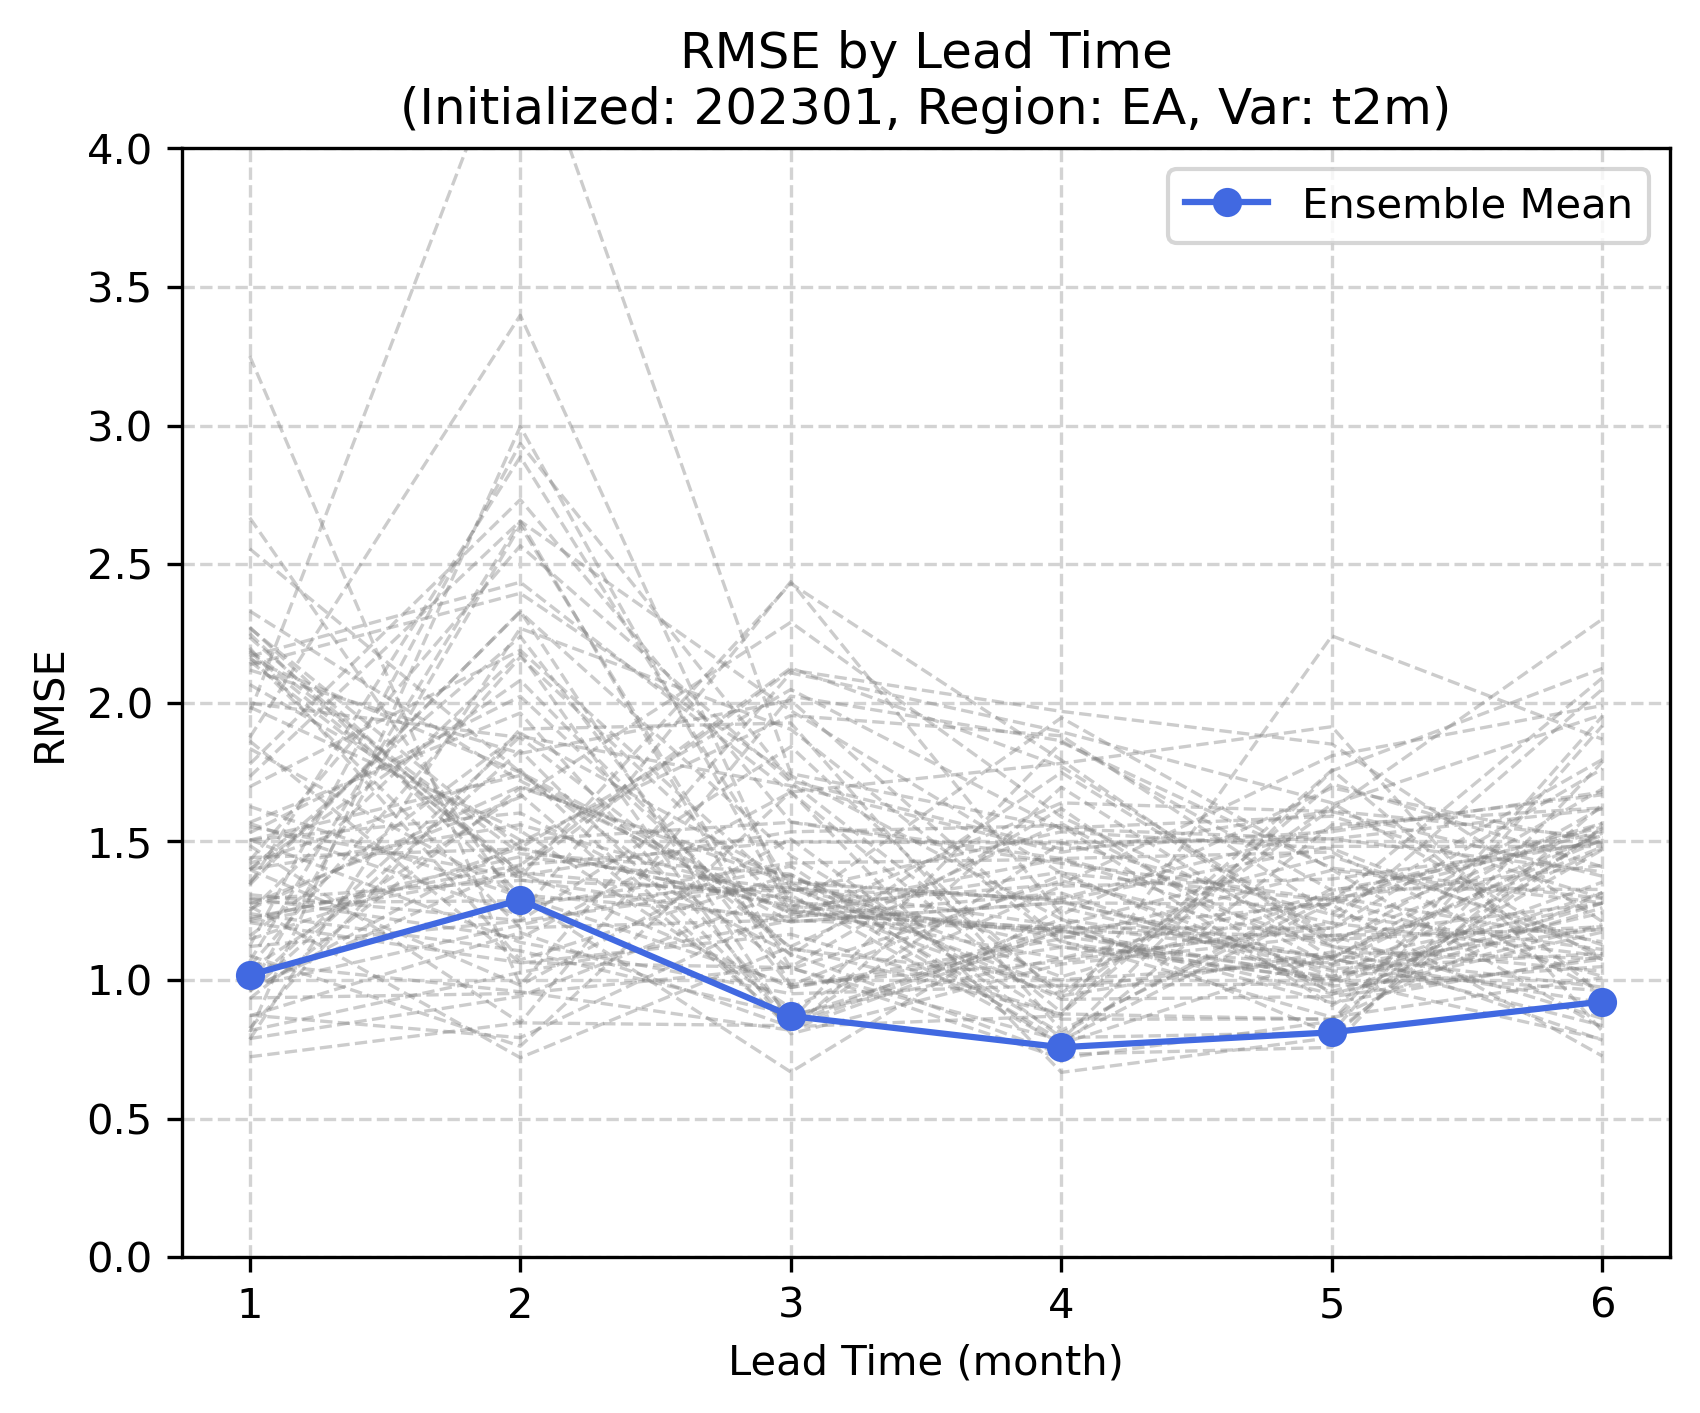 RMSE by Lead Time
(Initialized: 202301, Region: EA, Var: t2m)
4.0
3.5
3.0
2.5
2.0
1.5
1.0
0.5
0.0
RMSE
Ensemble Mean
1 2 3 4 5 6
Lead Time (month)